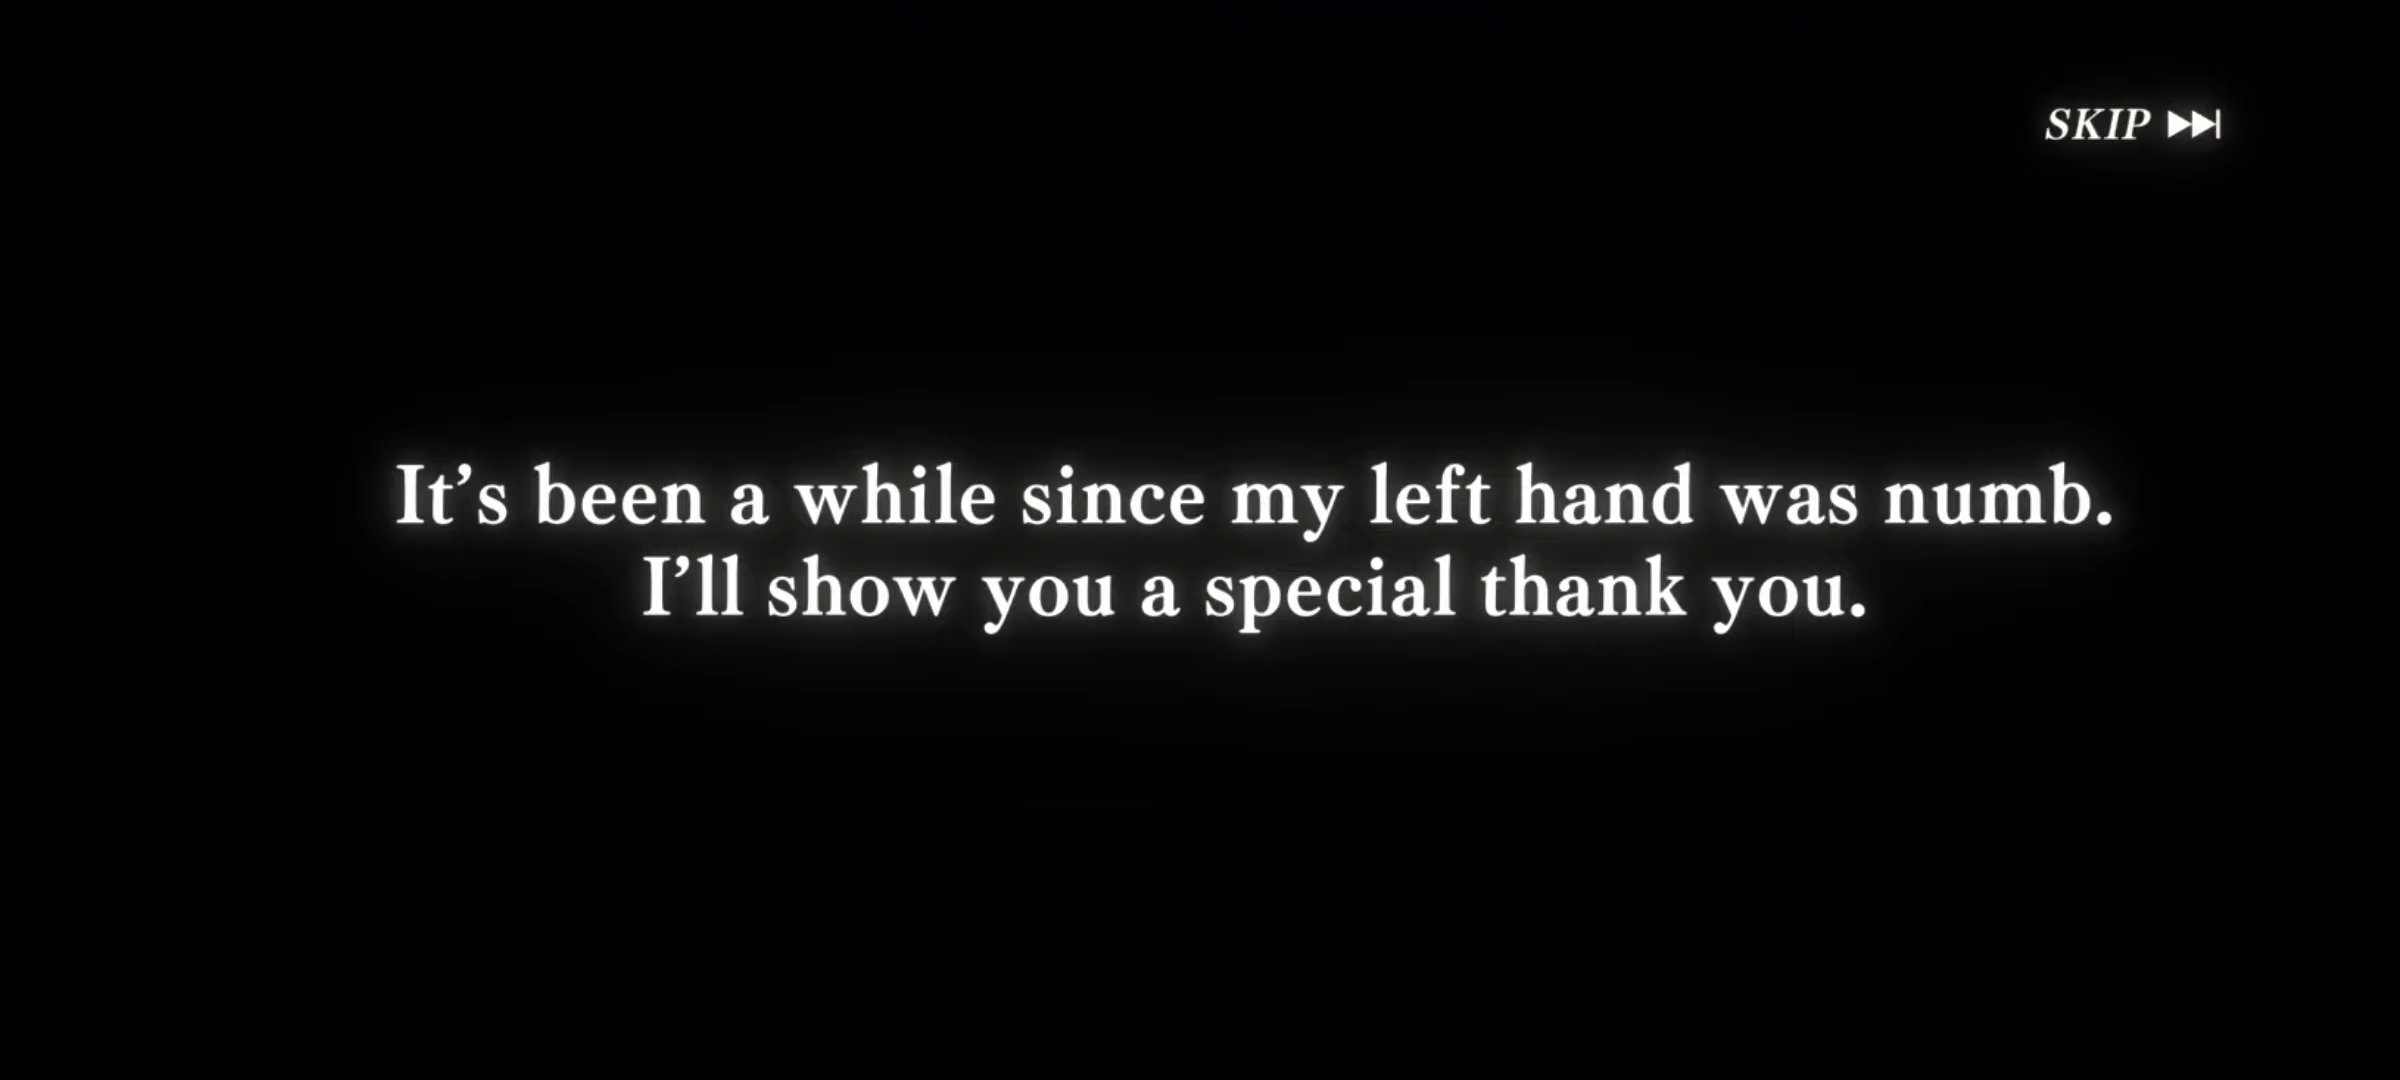 SKIP
It’s been a while since my left hand was numb.
I’ll show you a special thank you.